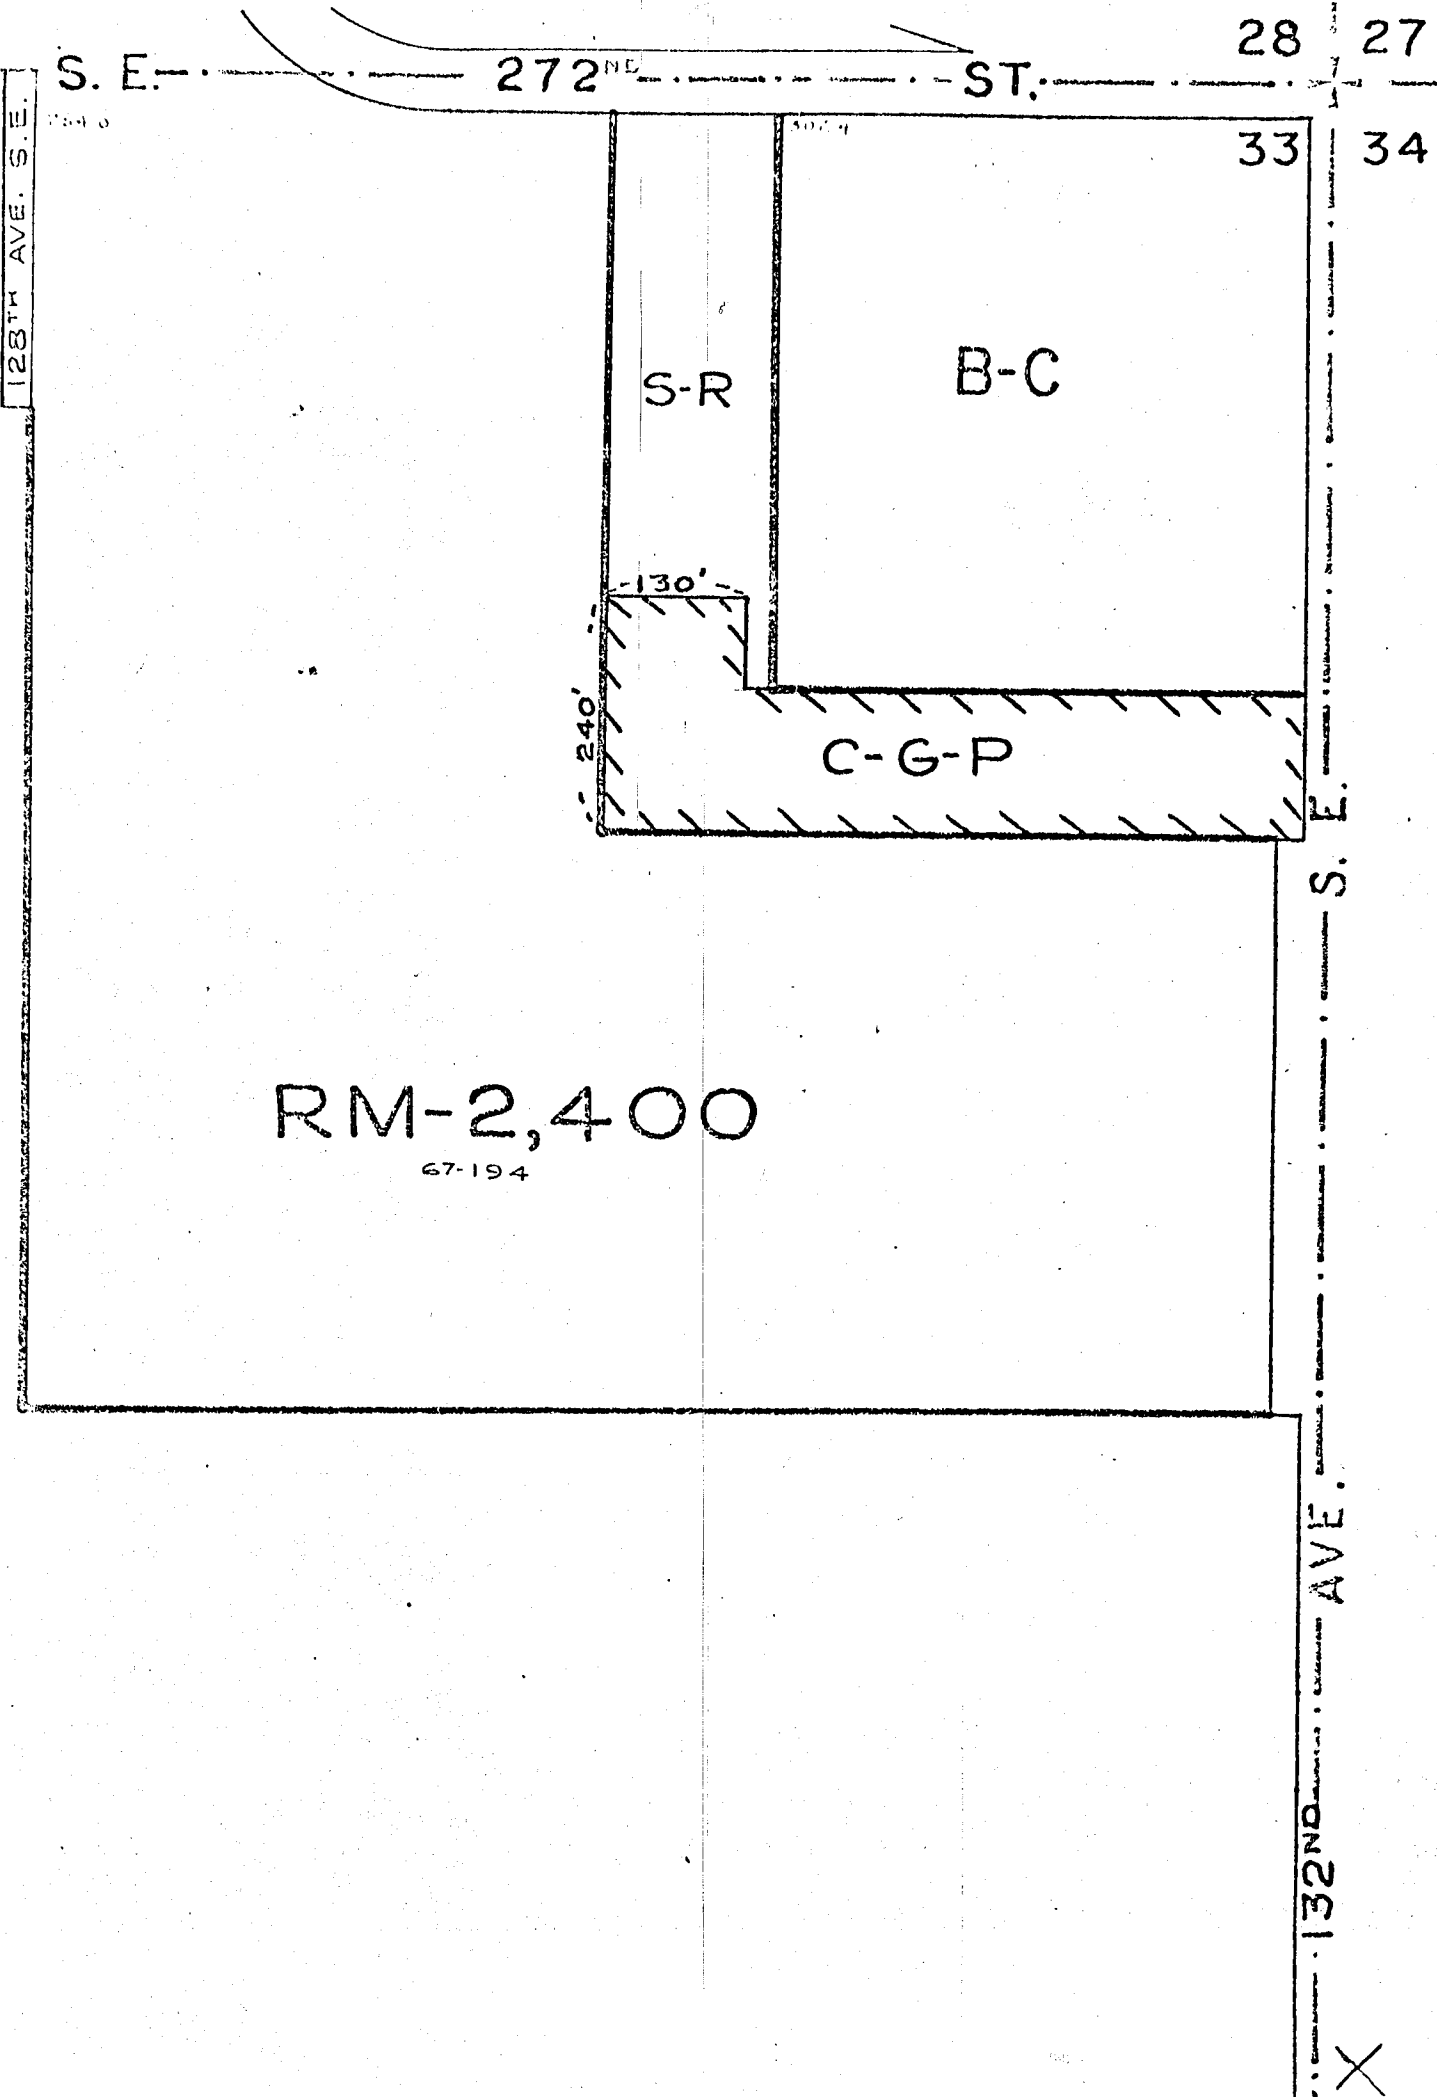 28 27
S. E. 272ND ST.
33 34
128TH AVE. S.E.
S-R
B-C
130'
240'
C-G-P
S. E.
RM-2,400
67-194
AVE.
132ND
X